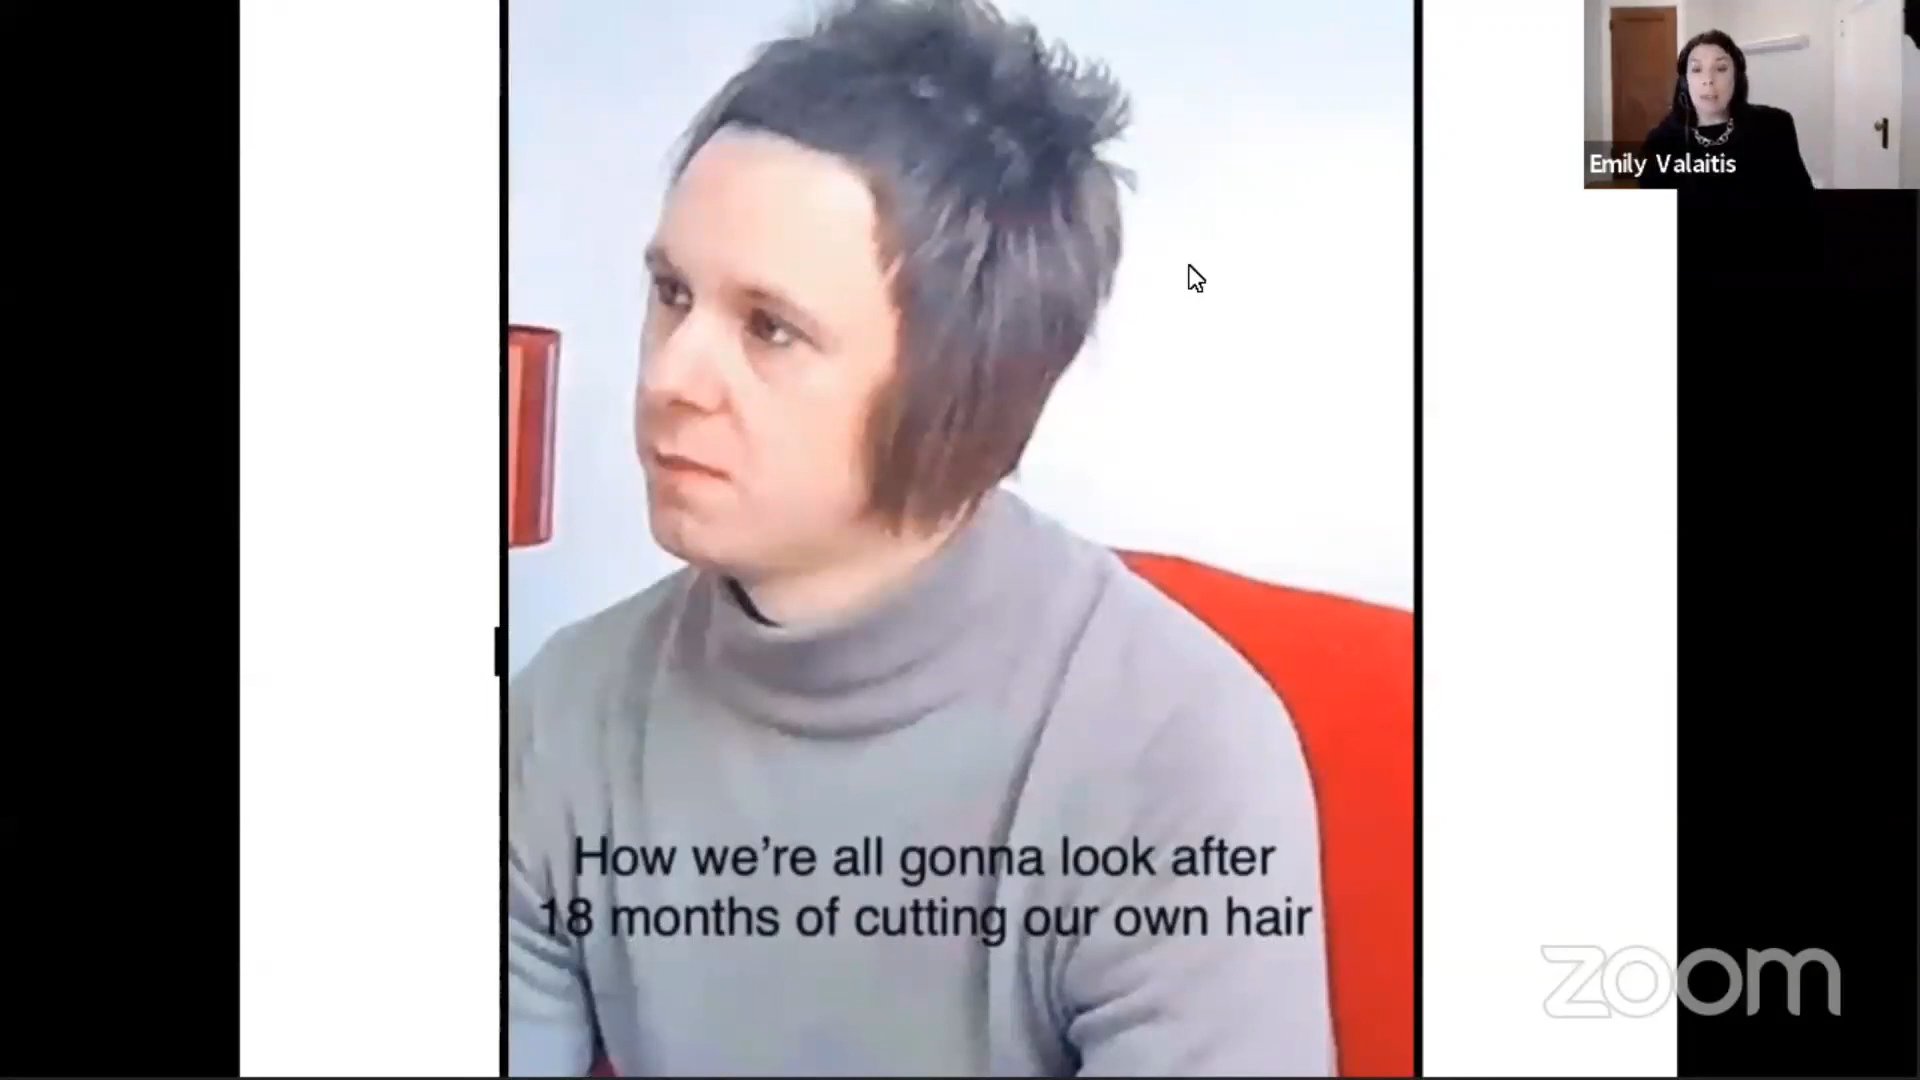 Emily Valaitis
How we're all gonna look after
18 months of cutting our own hair
zoom